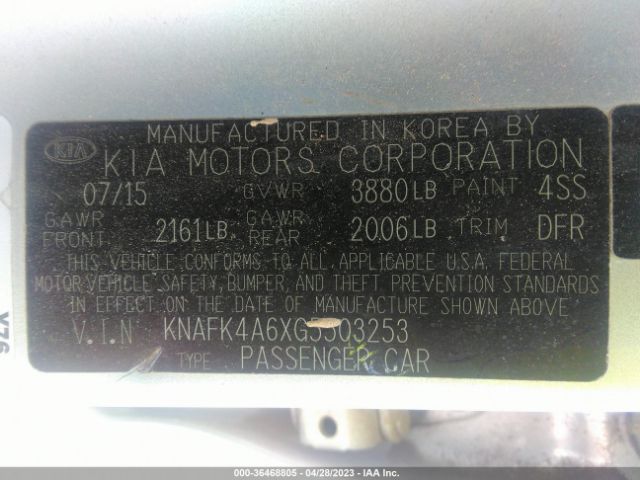 MANUFACTURED IN KOREA BY
KIA KIA MOTORS CORPORATION
07/15 GVWR 3880LB PAINT 4SS
GAWR FRONT 2161LB GAWR REAR 2006LB TRIM DFR
THIS VEHICLE CONFORMS TO ALL APPLICABLE U.S.A. FEDERAL
MOTOR VEHICLE SAFETY, BUMPER, AND THEFT PREVENTION STANDARDS
IN EFFECT ON THE DATE OF MANUFACTURE SHOWN ABOVE
V.I.N KNAFK4A6XG5503253
TYPE PASSENGER CAR
000-36468805 - 04/28/2023 - IAA Inc.